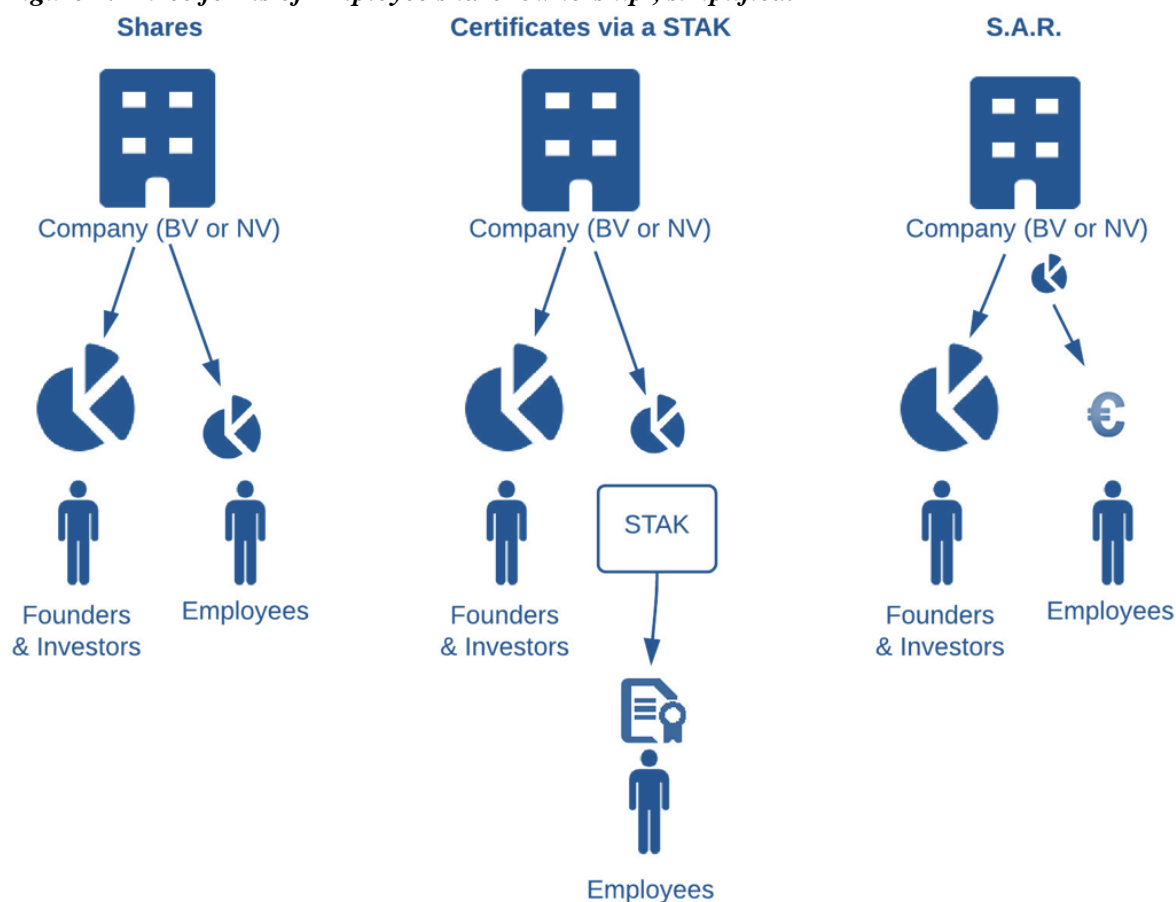 Shares
Certificates via a STAK
S.A.R.
Company (BV or NV)
Company (BV or NV)
Company (BV or NV)
€
STAK
Founders
& Investors
Employees
Founders
& Investors
Founders
& Investors
Employees
Employees